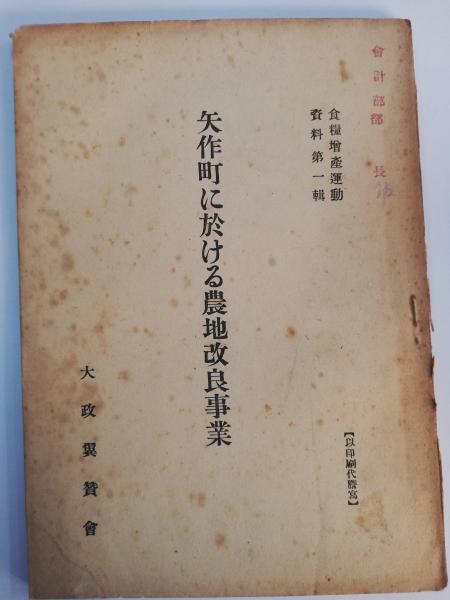 會計部部長
食糧增產運動
資料第一輯
矢作町に於ける農地改良事業
【以印刷代謄寫】
大政翼贊會